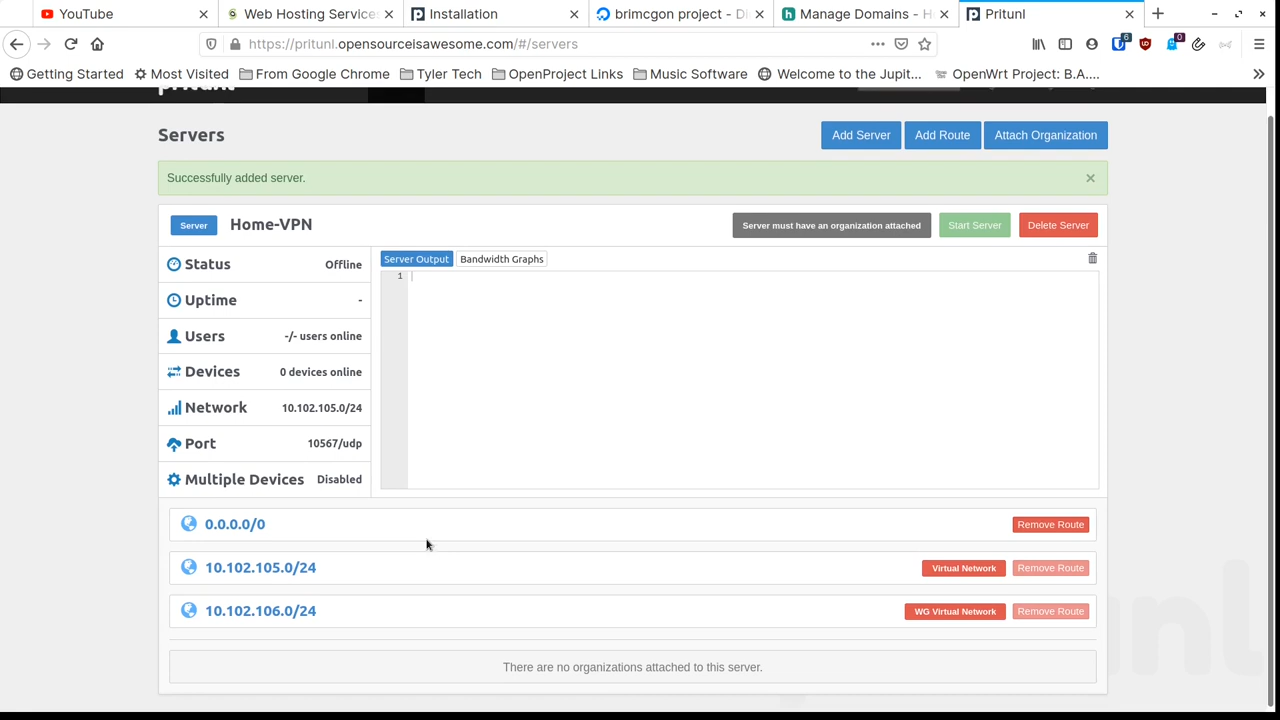 YouTube
Web Hosting Service
Installation
brimcgon project - D
Manage Domains - H
Pritunl
https://pritunl.opensourceisawesome.com/#/servers
6
0
Getting Started
Most Visited
From Google Chrome
Tyler Tech
OpenProject Links
Music Software
Welcome to the Jupit...
OpenWrt Project: B.A....
pritunl
Servers
Add Server
Add Route
Attach Organization
Successfully added server.
Server
Home-VPN
Server must have an organization attached
Start Server
Delete Server
Status Offline
Uptime -
Users -/- users online
Devices 0 devices online
Network 10.102.105.0/24
Port 10567/udp
Multiple Devices Disabled
Server Output
Bandwidth Graphs
1
0.0.0.0/0
Remove Route
10.102.105.0/24
Virtual Network
Remove Route
10.102.106.0/24
WG Virtual Network
Remove Route
There are no organizations attached to this server.